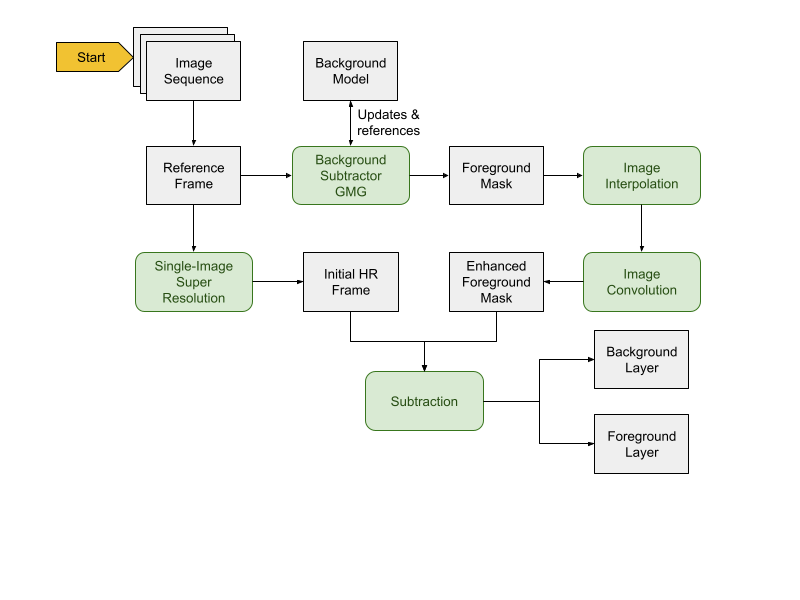 Start
Image
Sequence
Background
Model
Updates &
references
Reference
Frame
Background
Subtractor
GMG
Foreground
Mask
Image
Interpolation
Single-Image
Super
Resolution
Initial HR
Frame
Enhanced
Foreground
Mask
Image
Convolution
Background
Layer
Subtraction
Foreground
Layer